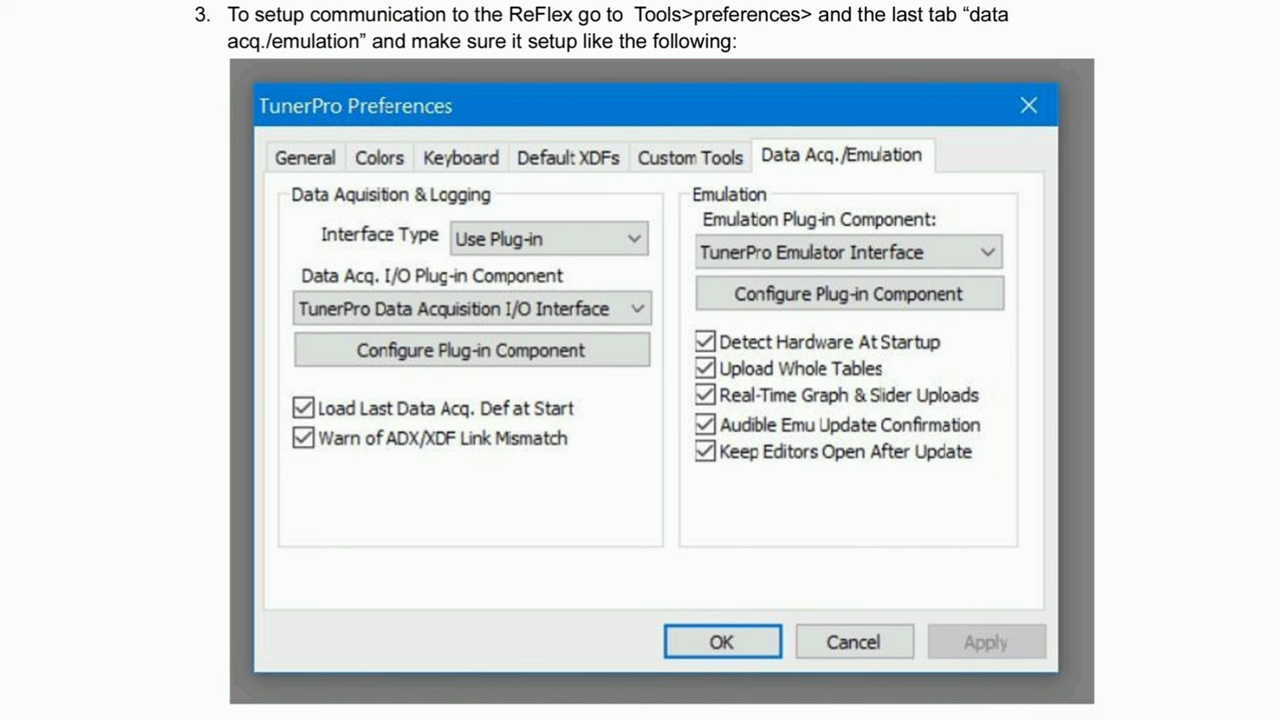 3. To setup communication to the ReFlex go to Tools>preferences> and the last tab “data
acq./emulation” and make sure it setup like the following:
TunerPro Preferences
General Colors Keyboard Default XDFs Custom Tools Data Acq./Emulation
Data Aquisition & Logging
Interface Type Use Plug-in
Data Acq. I/O Plug-in Component
TunerPro Data Acquisition I/O Interface
Configure Plug-in Component
Load Last Data Acq. Def at Start
Warn of ADX/XDF Link Mismatch
Emulation
Emulation Plug-in Component:
TunerPro Emulator Interface
Configure Plug-in Component
Detect Hardware At Startup
Upload Whole Tables
Real-Time Graph & Slider Uploads
Audible Emu Update Confirmation
Keep Editors Open After Update
OK Cancel Apply